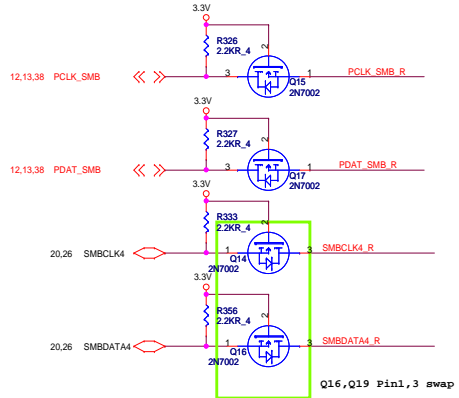 3.3V
R326
2.2KR_4
2
12,13,38 PCLK_SMB
3
1
PCLK_SMB_R
Q15
2N7002
3.3V
R327
2.2KR_4
2
12,13,38 PDAT_SMB
3
1
PDAT_SMB_R
Q17
2N7002
3.3V
R333
2.2KR_4
2
20,26 SMBCLK4
1
3
SMBCLK4_R
Q14
2N7002
3.3V
R356
2.2KR_4
2
20,26 SMBDATA4
1
3
SMBDATA4_R
Q16
2N7002
Q16,Q19 Pin1,3 swap